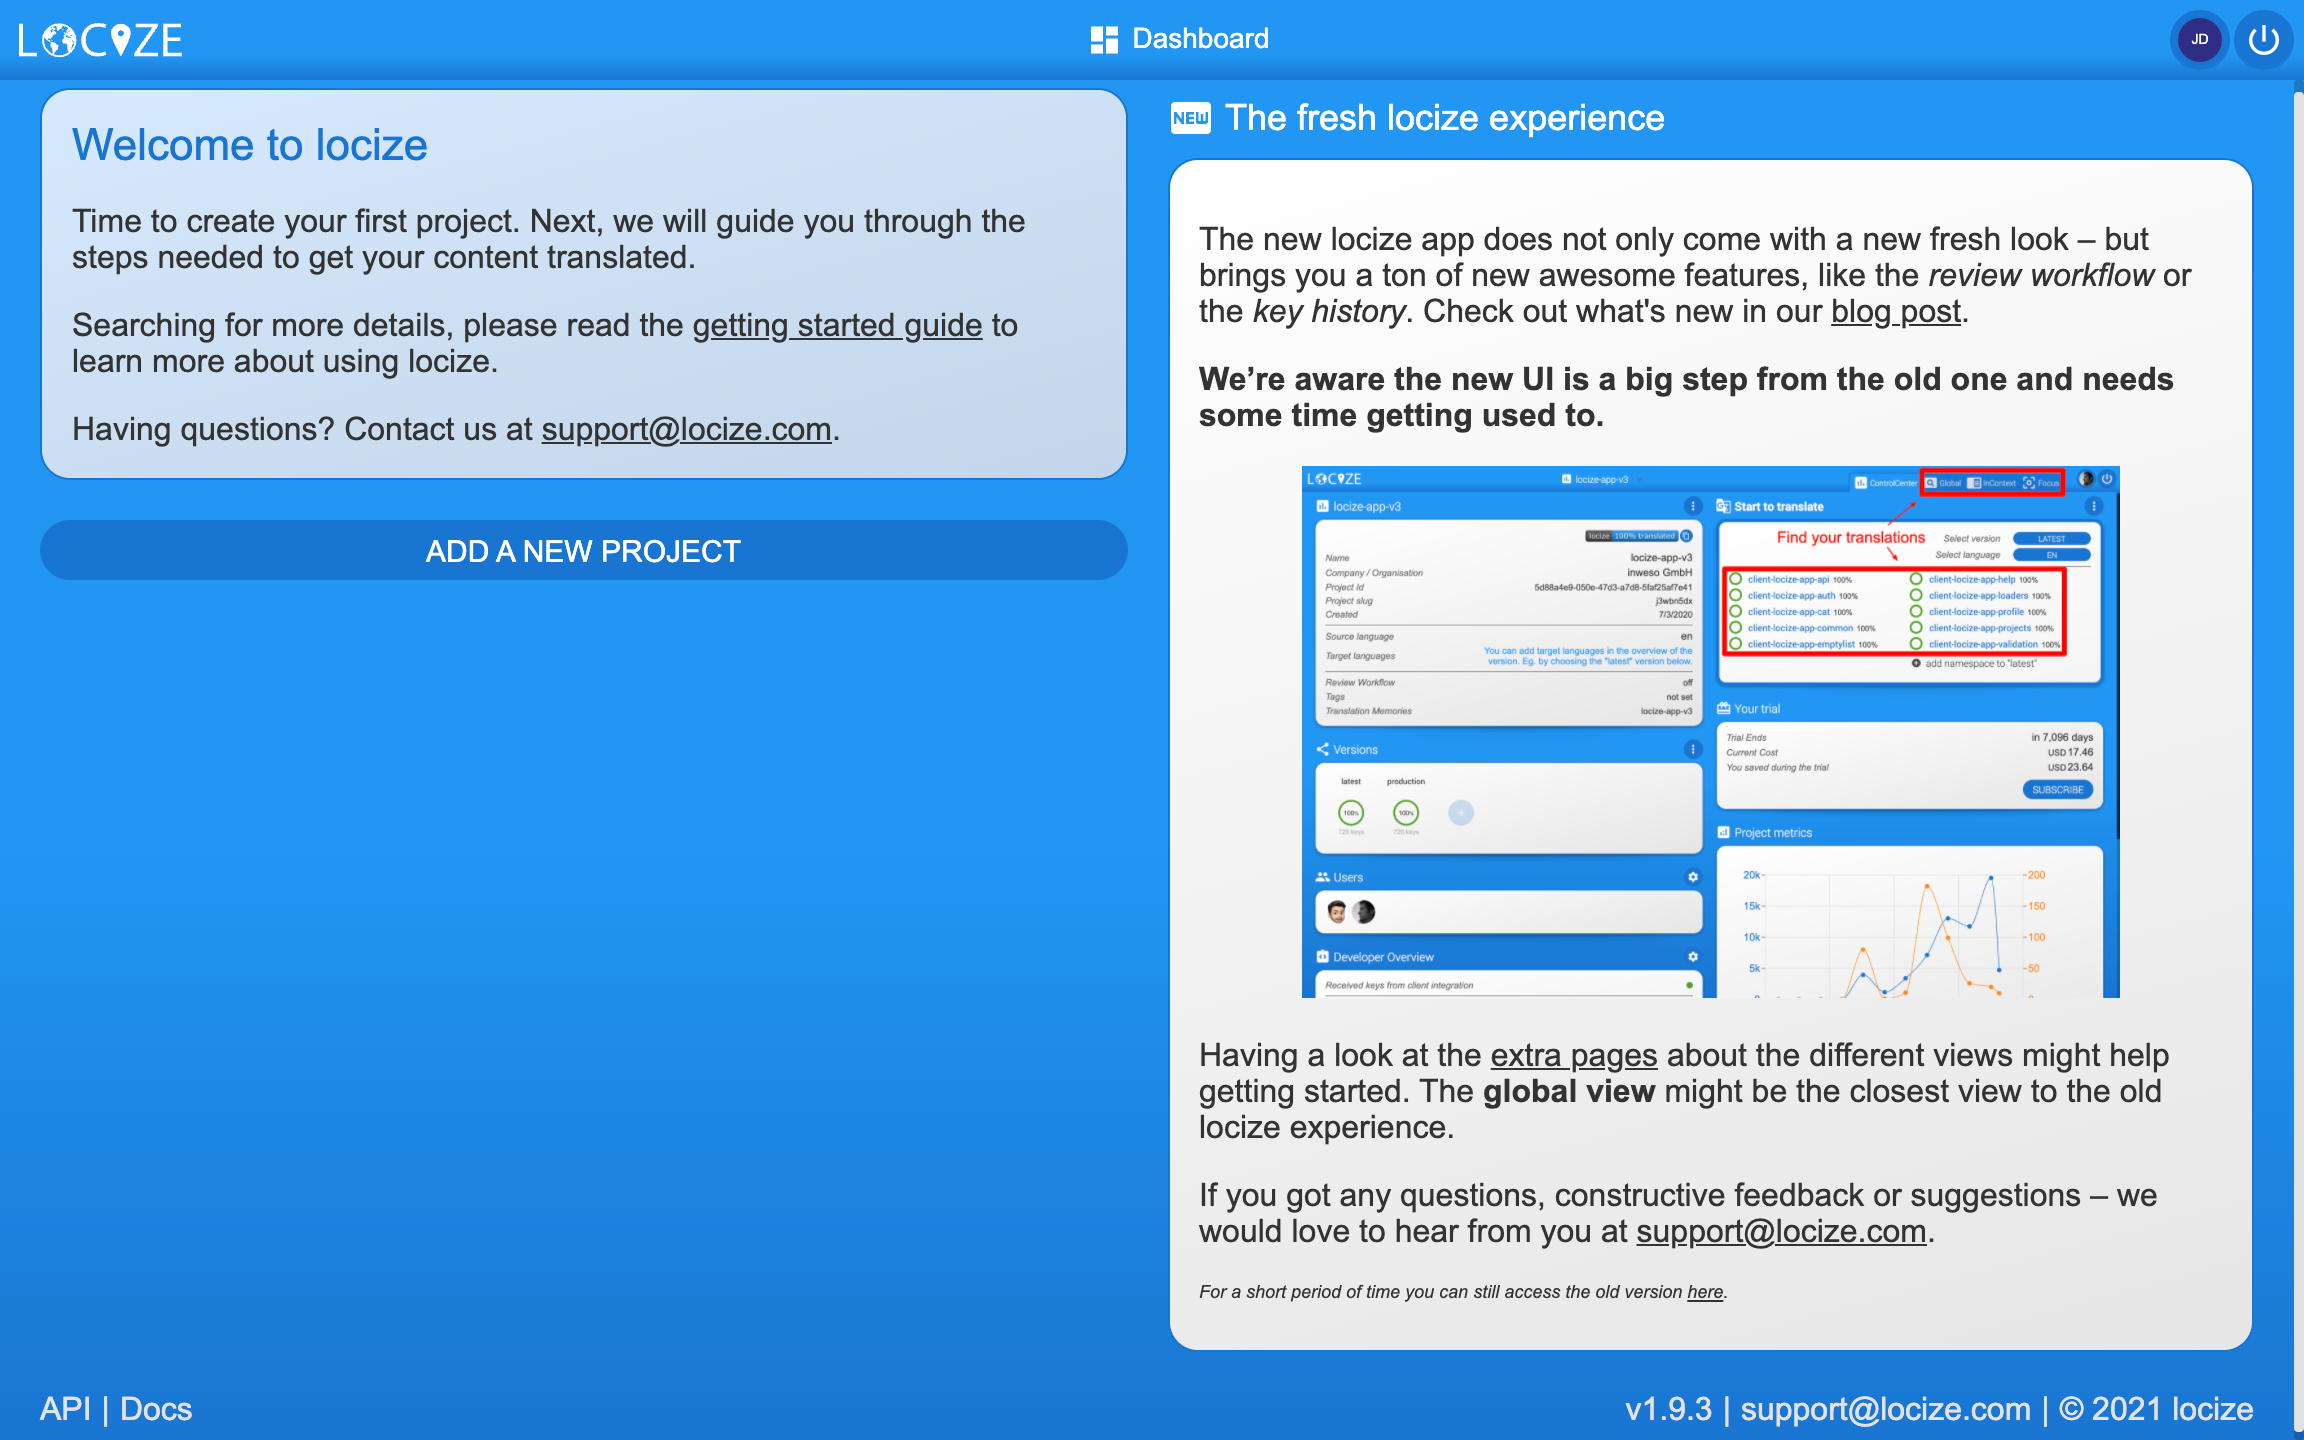 LOCIZE
Dashboard
JD
Welcome to locize
Time to create your first project. Next, we will guide you through the
steps needed to get your content translated.
Searching for more details, please read the getting started guide to
learn more about using locize.
Having questions? Contact us at support@locize.com.
ADD A NEW PROJECT
NEW The fresh locize experience
The new locize app does not only come with a new fresh look – but
brings you a ton of new awesome features, like the review workflow or
the key history. Check out what's new in our blog post.
We’re aware the new UI is a big step from the old one and needs
some time getting used to.
LOCIZE
locize-app-v3
ControlCenter Global InContext Focus
locize-app-v3
locize 100% translated
Name locize-app-v3
Company / Organisation inweso GmbH
Project Id 5d88a4e9-050e-47d3-a7d8-5faf25af7e41
Project slug j3wbn5dx
Created 7/3/2020
Source language en
Target languages You can add target languages in the overview of the
version. Eg. by choosing the "latest" version below.
Review Workflow off
Tags not set
Translation Memories locize-app-v3
Versions
latest production
100% 100%
725 keys 720 keys
Users
Developer Overview
Received keys from client integration
Start to translate
Find your translations
Select version LATEST
Select language EN
client-locize-app-api 100% client-locize-app-help 100%
client-locize-app-auth 100% client-locize-app-loaders 100%
client-locize-app-cat 100% client-locize-app-profile 100%
client-locize-app-common 100% client-locize-app-projects 100%
client-locize-app-emptylist 100% client-locize-app-validation 100%
add namespace to "latest"
Your trial
Trial Ends in 7,096 days
Current Cost USD 17.46
You saved during the trial USD 23.64
SUBSCRIBE
Project metrics
20k 200
15k 150
10k 100
5k 50
Having a look at the extra pages about the different views might help
getting started. The global view might be the closest view to the old
locize experience.
If you got any questions, constructive feedback or suggestions – we
would love to hear from you at support@locize.com.
For a short period of time you can still access the old version here.
API | Docs
v1.9.3 | support@locize.com | © 2021 locize